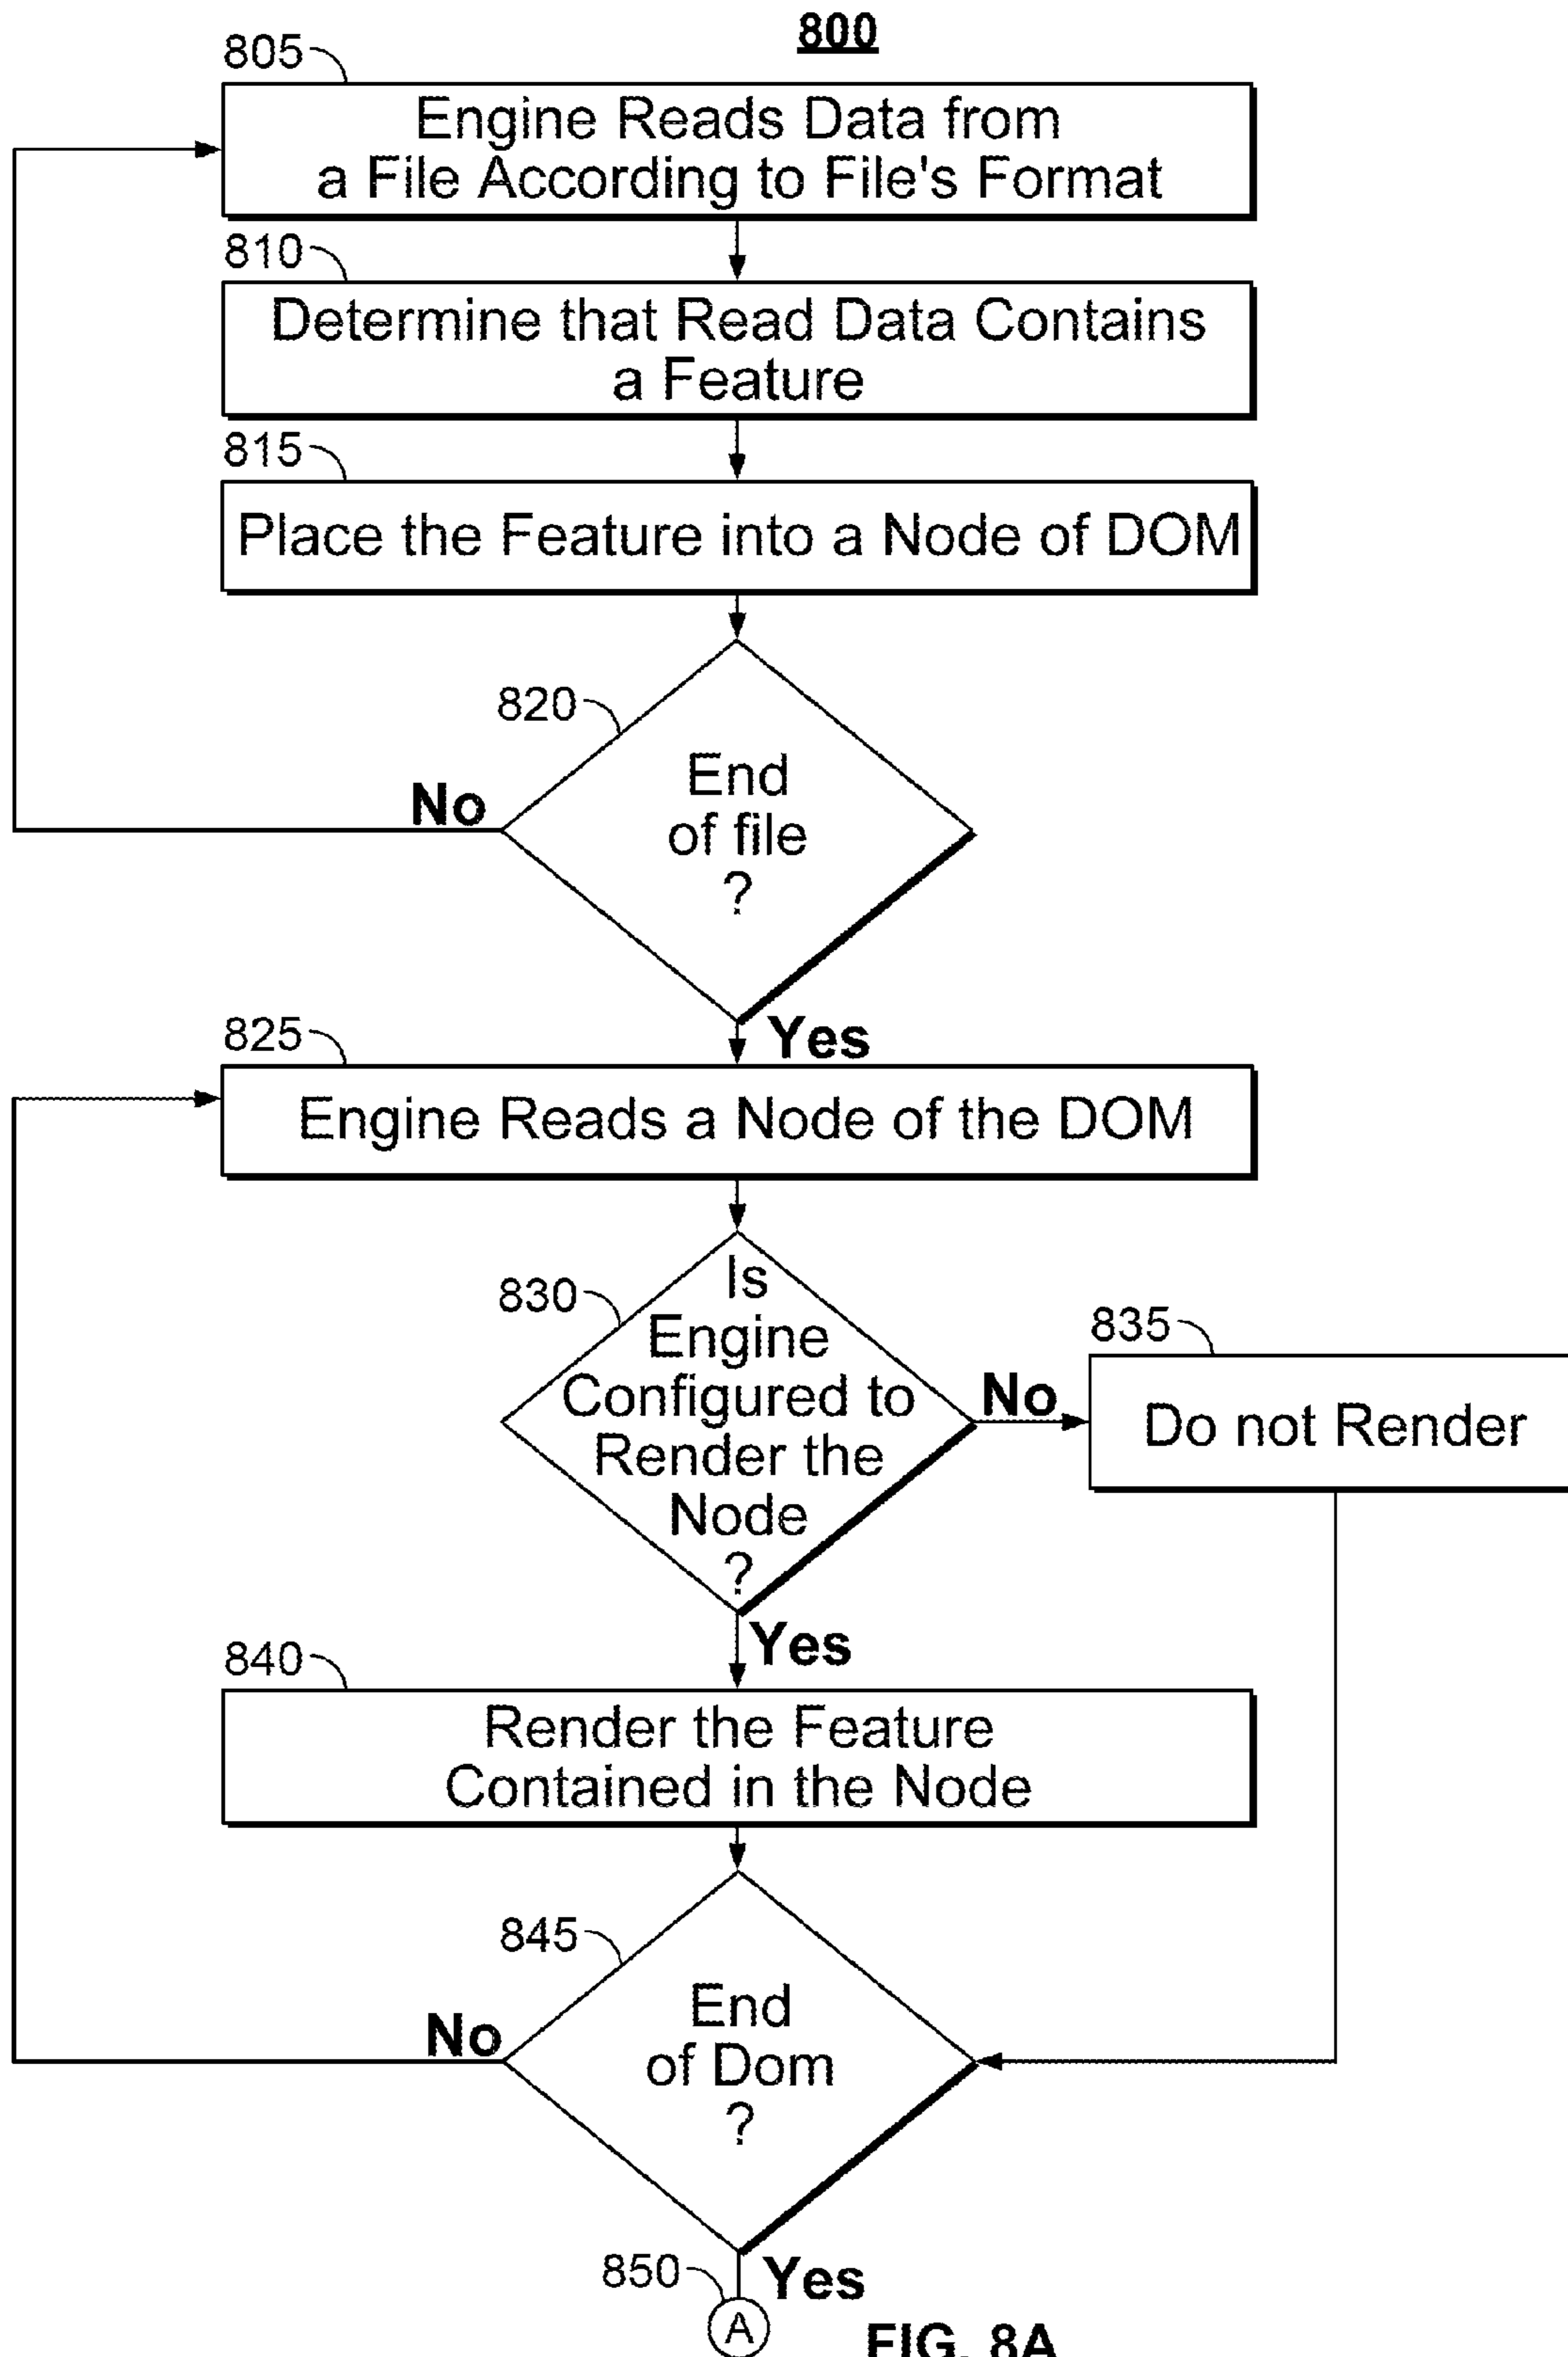 800
805
Engine Reads Data from
a File According to File's Format
810
Determine that Read Data Contains
a Feature
815
Place the Feature into a Node of DOM
820
End
of file
?
No
Yes
825
Engine Reads a Node of the DOM
830
Is
Engine
Configured to
Render the
Node
?
No
835
Do not Render
Yes
840
Render the Feature
Contained in the Node
845
End
of Dom
?
No
Yes
850
A
FIG. 8A